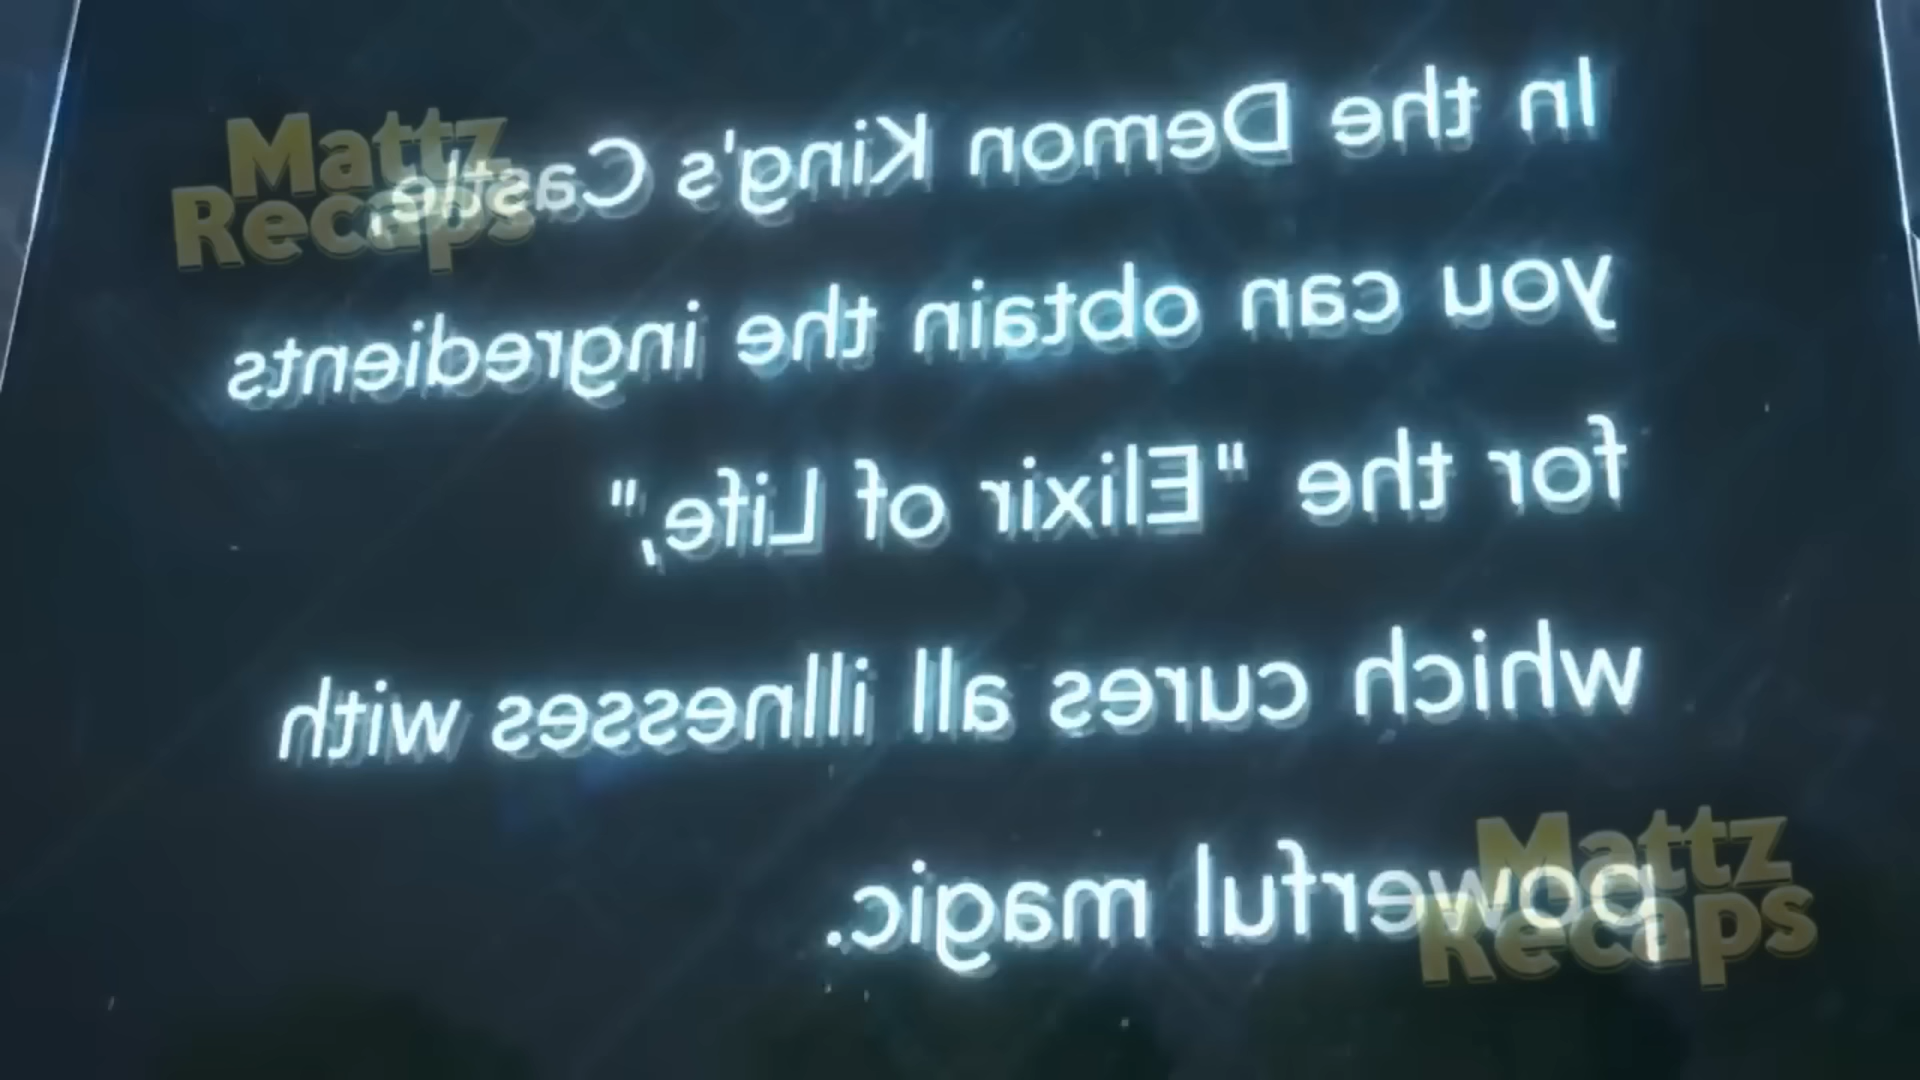 Mattz
Recaps
In the Demon King's Castle,
you can obtain the ingredients
for the "Elixir of Life,"
which cures all illnesses with
powerful magic.
Mattz
Recaps